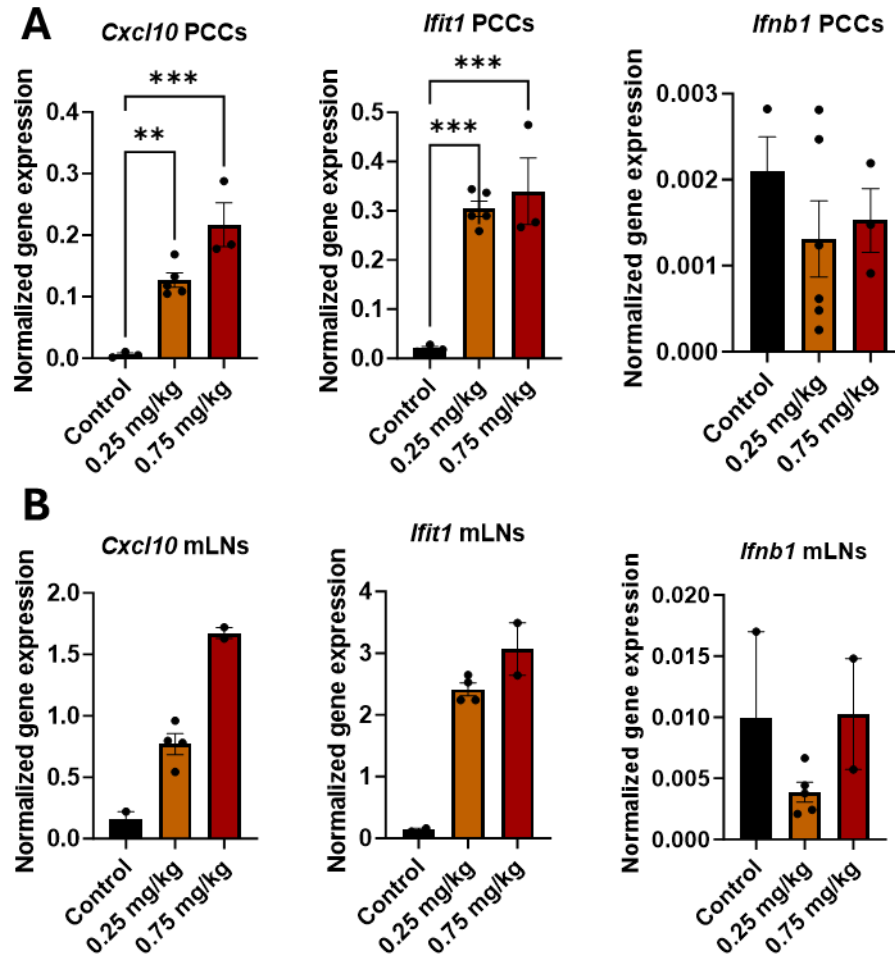 A
Cxcl10 PCCs
Normalized gene expression
0.4
0.3
0.2
0.1
0.0
***
**
Control
0.25 mg/kg
0.75 mg/kg
Ifit1 PCCs
Normalized gene expression
0.5
0.4
0.3
0.2
0.1
0.0
***
***
Control
0.25 mg/kg
0.75 mg/kg
Ifnb1 PCCs
Normalized gene expression
0.003
0.002
0.001
0.000
Control
0.25 mg/kg
0.75 mg/kg
B
Cxcl10 mLNs
Normalized gene expression
2.0
1.5
1.0
0.5
0.0
Control
0.25 mg/kg
0.75 mg/kg
Ifit1 mLNs
Normalized gene expression
4
3
2
1
0
Control
0.25 mg/kg
0.75 mg/kg
Ifnb1 mLNs
Normalized gene expression
0.020
0.015
0.010
0.005
0.000
Control
0.25 mg/kg
0.75 mg/kg